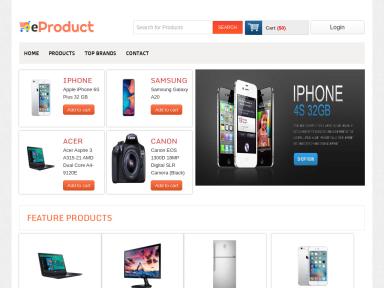 eProduct
Search for Products
SEARCH
Cart ($0)
Login
HOME
PRODUCTS
TOP BRANDS
CONTACT
IPHONE
Apple iPhone 6S
Plus 32 GB
Add to cart
SAMSUNG
Samsung Galaxy
A20
Add to cart
IPHONE
4S 32GB
ACER
Acer Aspire 3
A315-21 AMD
Dual Core A4-
9120E
Add to cart
CANON
Canon EOS
1300D 18MP
Digital SLR
Camera (Black)
Add to cart
FEATURE PRODUCTS